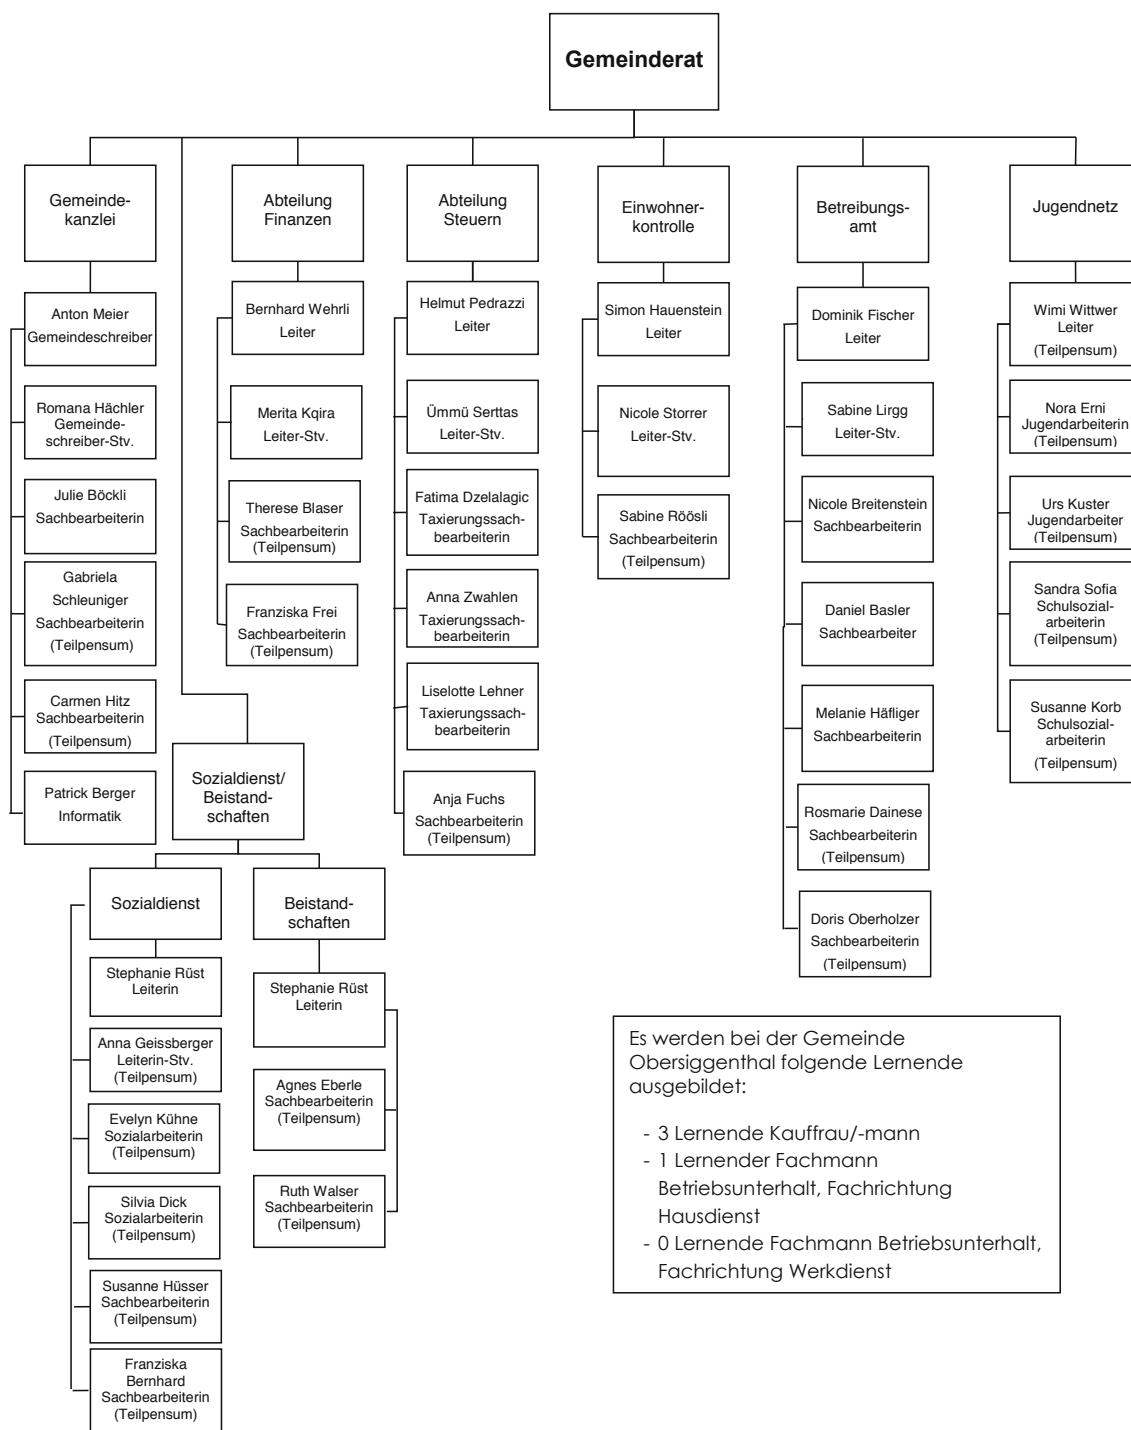 Gemeinderat
Gemeinde-
kanzlei
Abteilung
Finanzen
Abteilung
Steuern
Einwohner-
kontrolle
Betreibungs-
amt
Jugendnetz
Anton Meier
Gemeindeschreiber
Romana Hächler
Gemeinde-
schreiber-Stv.
Julie Böckli
Sachbearbeiterin
Gabriela
Schleuniger
Sachbearbeiterin
(Teilpensum)
Carmen Hitz
Sachbearbeiterin
(Teilpensum)
Patrick Berger
Informatik
Bernhard Wehrli
Leiter
Merita Kqira
Leiter-Stv.
Therese Blaser
Sachbearbeiterin
(Teilpensum)
Franziska Frei
Sachbearbeiterin
(Teilpensum)
Helmut Pedrazzi
Leiter
Ümmü Serttas
Leiter-Stv.
Fatima Dzelalagic
Taxierungssach-
bearbeiterin
Anna Zwahlen
Taxierungssach-
bearbeiterin
Liselotte Lehner
Taxierungssach-
bearbeiterin
Anja Fuchs
Sachbearbeiterin
(Teilpensum)
Simon Hauenstein
Leiter
Nicole Storrer
Leiter-Stv.
Sabine Röösli
Sachbearbeiterin
(Teilpensum)
Dominik Fischer
Leiter
Sabine Lirgg
Leiter-Stv.
Nicole Breitenstein
Sachbearbeiterin
Daniel Basler
Sachbearbeiter
Melanie Häfliger
Sachbearbeiterin
Rosmarie Dainese
Sachbearbeiterin
(Teilpensum)
Doris Oberholzer
Sachbearbeiterin
(Teilpensum)
Wimi Wittwer
Leiter
(Teilpensum)
Nora Erni
Jugendarbeiterin
(Teilpensum)
Urs Kuster
Jugendarbeiter
(Teilpensum)
Sandra Sofia
Schulsozial-
arbeiterin
(Teilpensum)
Susanne Korb
Schulsozial-
arbeiterin
(Teilpensum)
Sozialdienst/
Beistand-
schaften
Sozialdienst
Stephanie Rüst
Leiterin
Anna Geissberger
Leiterin-Stv.
(Teilpensum)
Evelyn Kühne
Sozialarbeiterin
(Teilpensum)
Silvia Dick
Sozialarbeiterin
(Teilpensum)
Susanne Hüsser
Sachbearbeiterin
(Teilpensum)
Franziska
Bernhard
Sachbearbeiterin
(Teilpensum)
Beistand-
schaften
Stephanie Rüst
Leiterin
Agnes Eberle
Sachbearbeiterin
(Teilpensum)
Ruth Walser
Sachbearbeiterin
(Teilpensum)
Es werden bei der Gemeinde
Obersiggenthal folgende Lernende
ausgebildet:
- 3 Lernende Kauffrau/-mann
- 1 Lernender Fachmann
Betriebsunterhalt, Fachrichtung
Hausdienst
- 0 Lernende Fachmann Betriebsunterhalt,
Fachrichtung Werkdienst